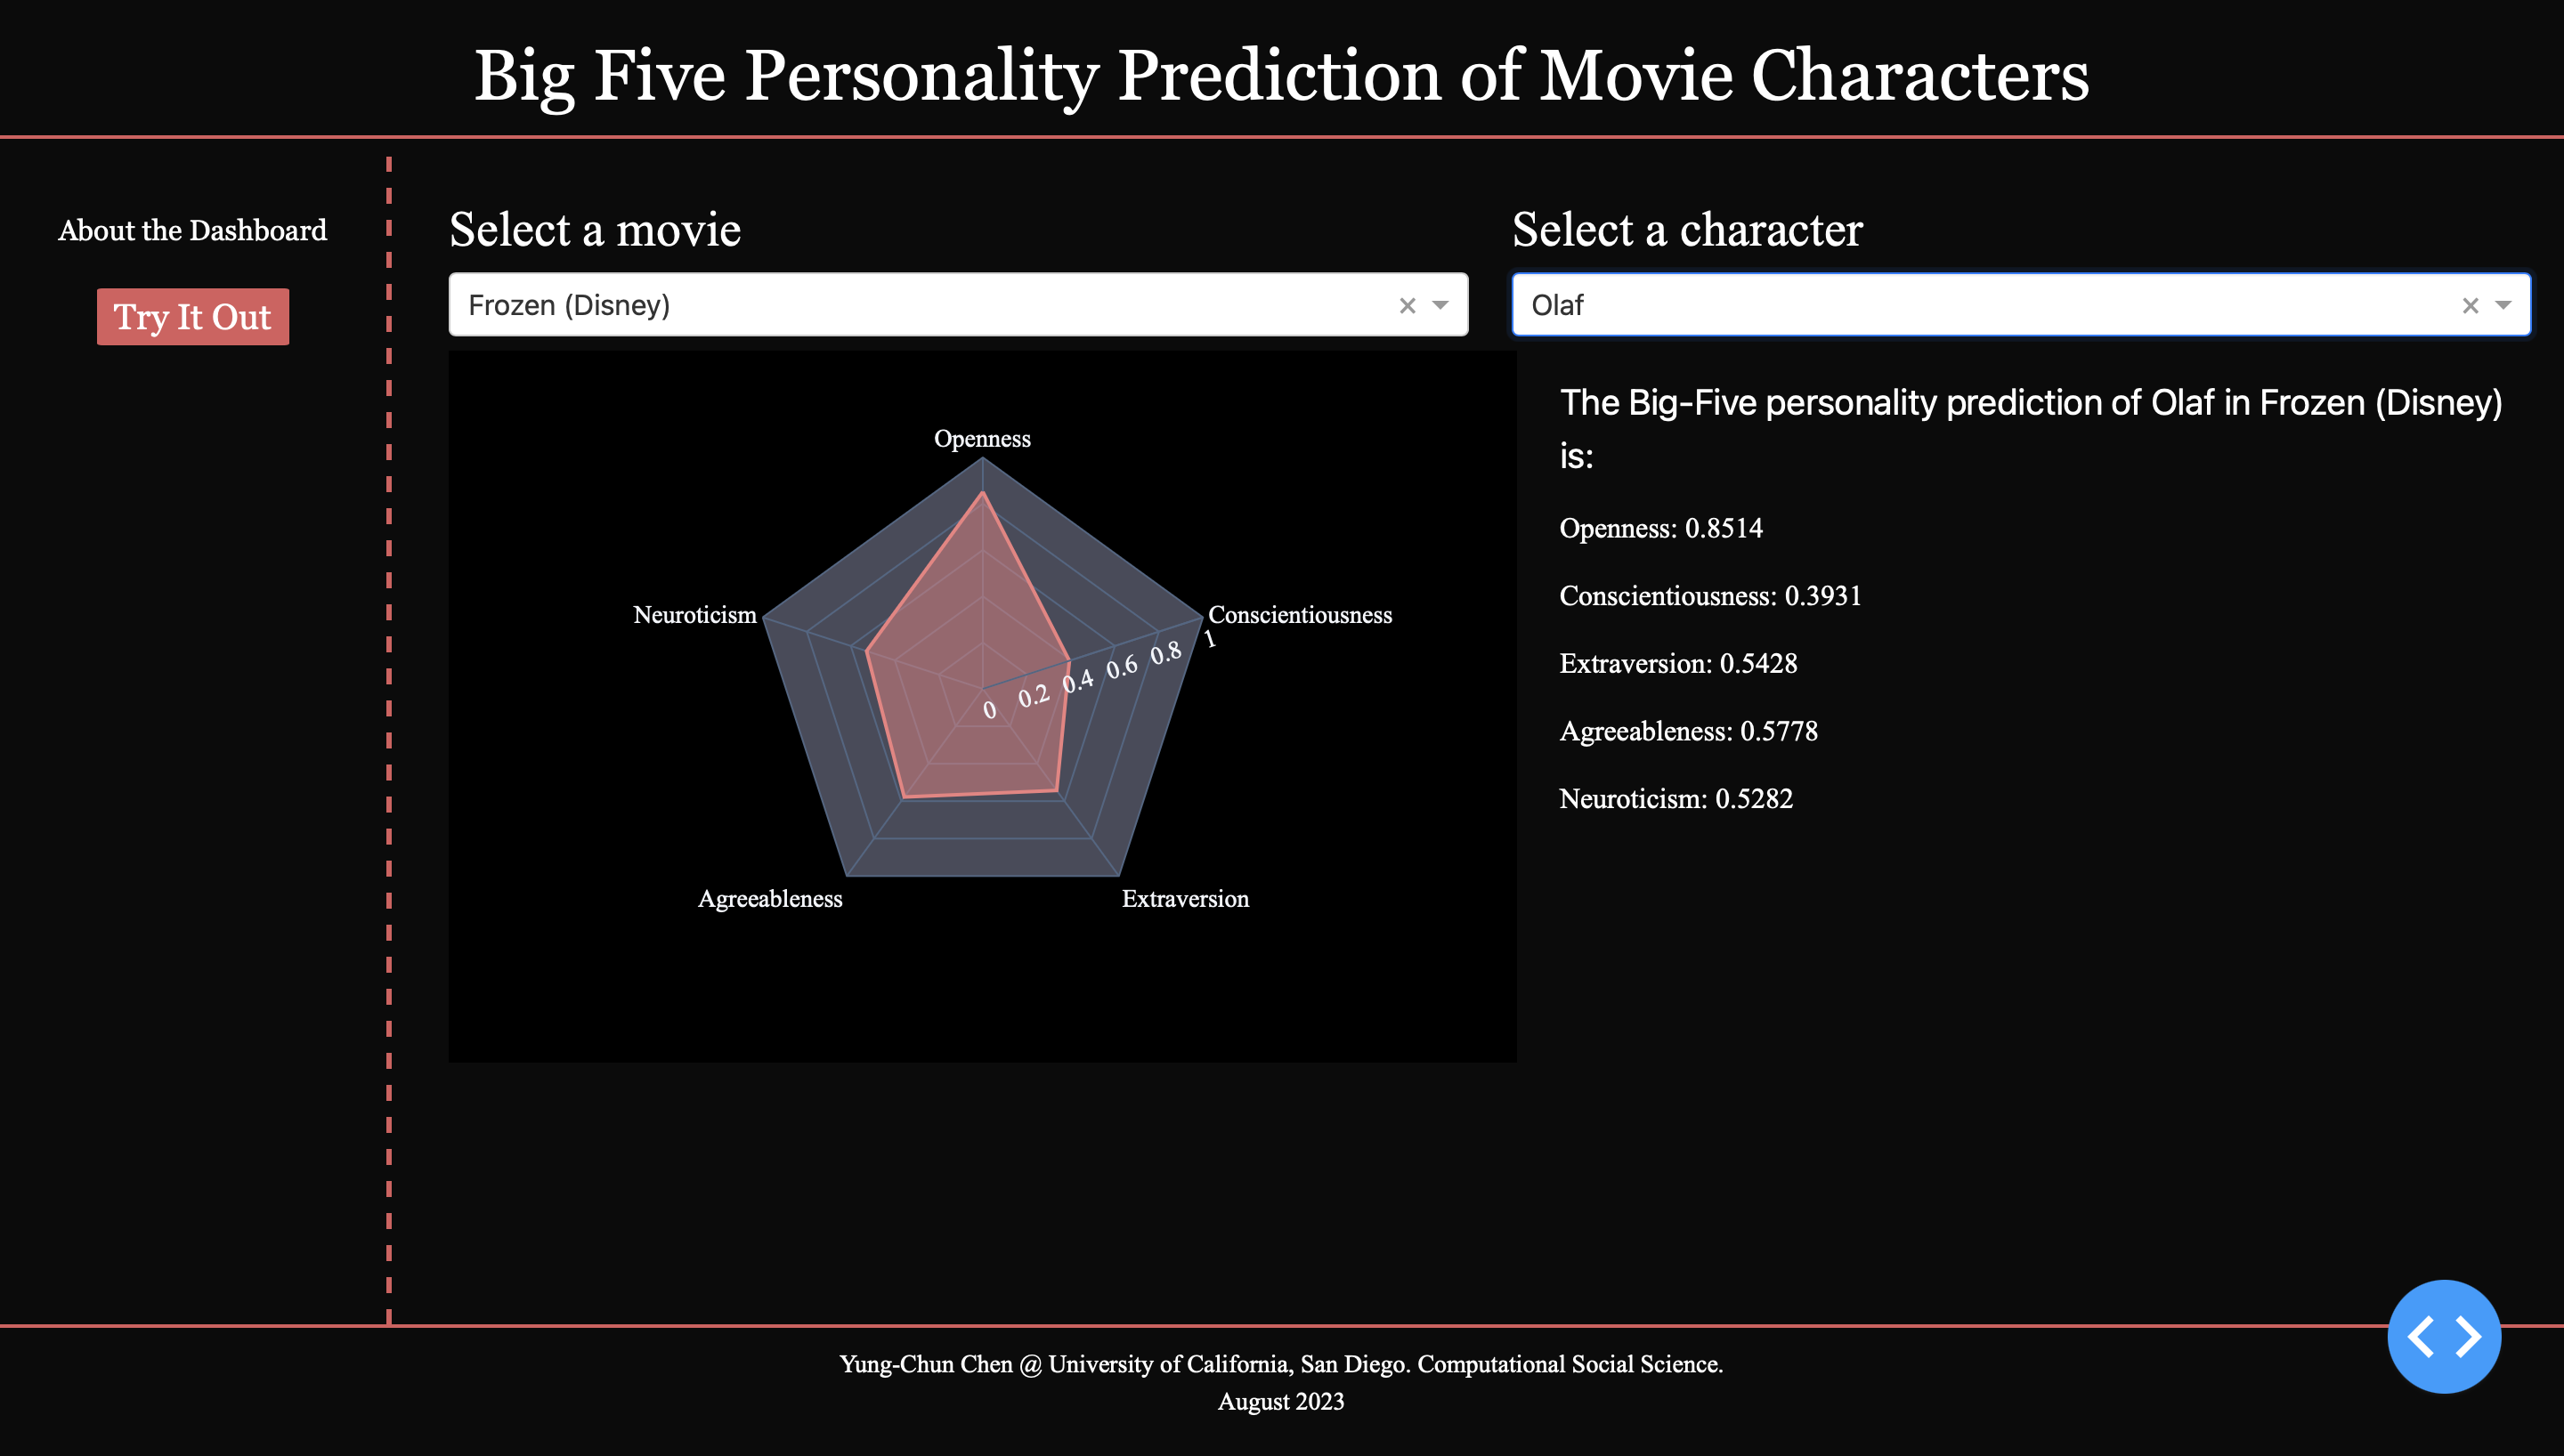 Big Five Personality Prediction of Movie Characters
About the Dashboard
Try It Out
Select a movie
Frozen (Disney)
Select a character
Olaf
Openness
Conscientiousness
Extraversion
Agreeableness
Neuroticism
0
0.2
0.4
0.6
0.8
1
The Big-Five personality prediction of Olaf in Frozen (Disney)
is:
Openness: 0.8514
Conscientiousness: 0.3931
Extraversion: 0.5428
Agreeableness: 0.5778
Neuroticism: 0.5282
Yung-Chun Chen @ University of California, San Diego. Computational Social Science.
August 2023